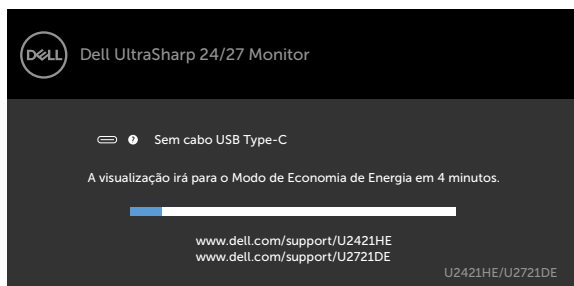 DELL
Dell UltraSharp 24/27 Monitor
? Sem cabo USB Type-C
A visualização irá para o Modo de Economia de Energia em 4 minutos.
www.dell.com/support/U2421HE
www.dell.com/support/U2721DE
U2421HE/U2721DE